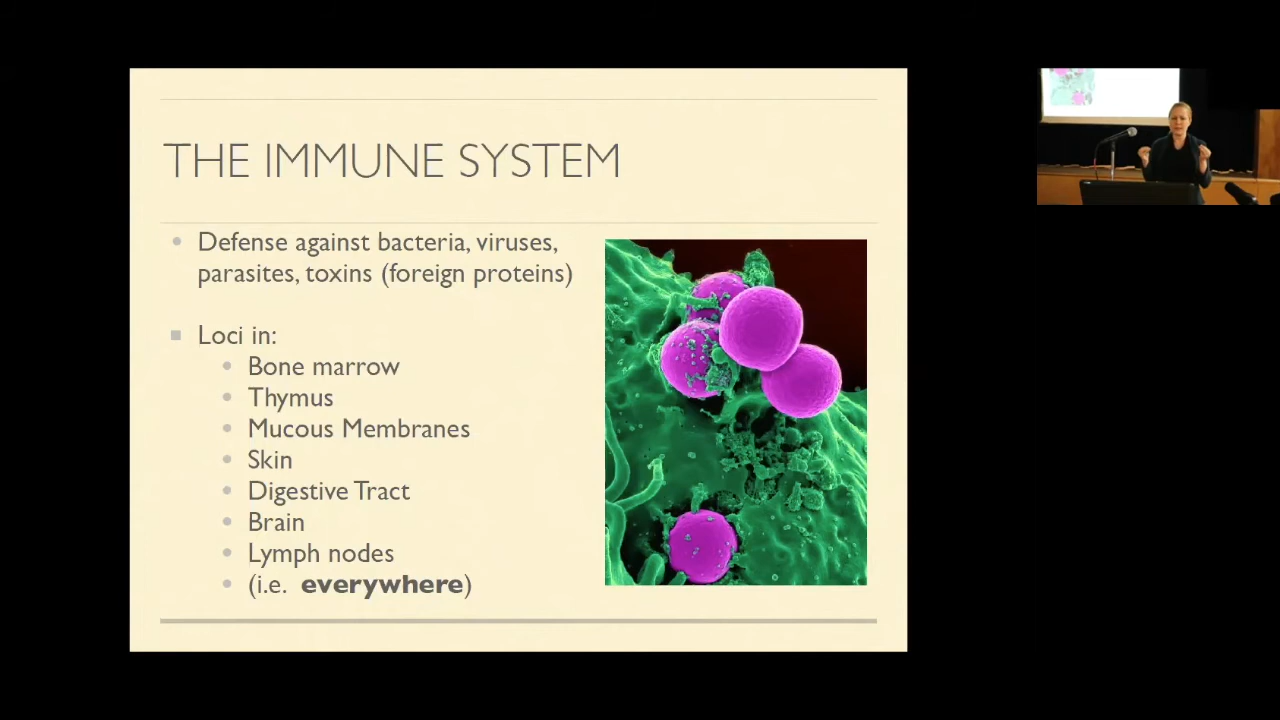 THE IMMUNE SYSTEM
Defense against bacteria, viruses,
parasites, toxins (foreign proteins)
Loci in:
Bone marrow
Thymus
Mucous Membranes
Skin
Digestive Tract
Brain
Lymph nodes
(i.e. everywhere)